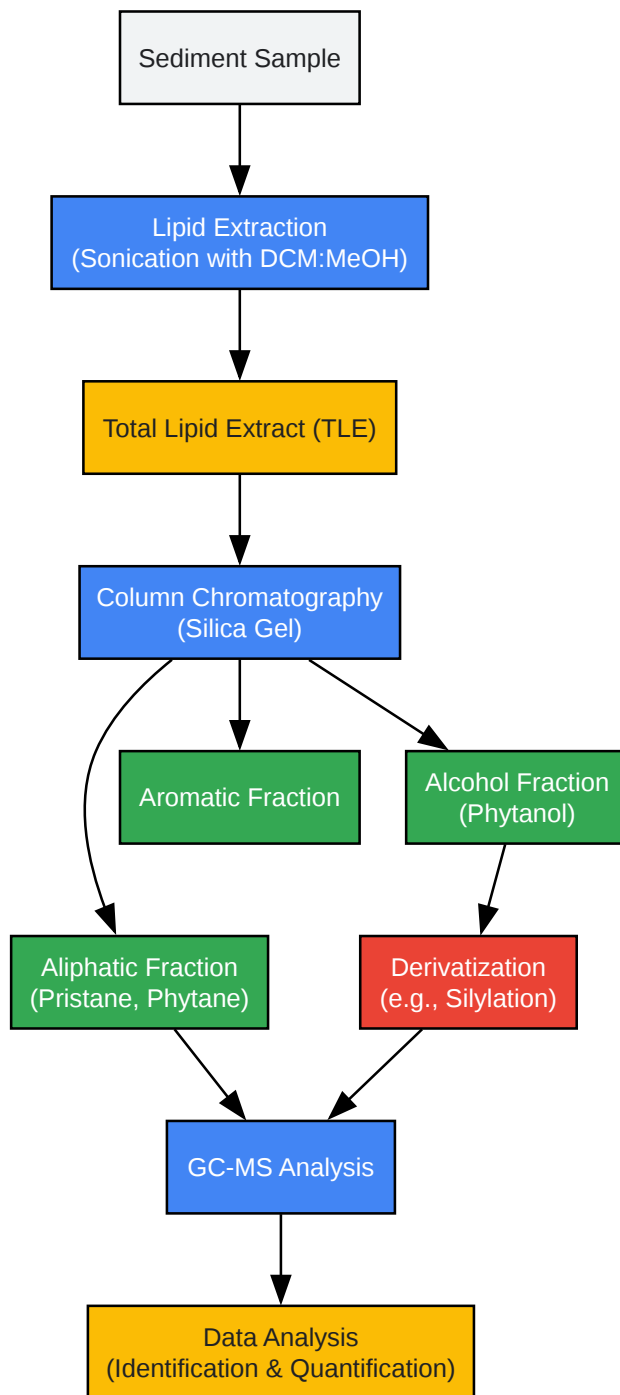 Sediment Sample
Lipid Extraction
(Sonication with DCM:MeOH)
Total Lipid Extract (TLE)
Column Chromatography
(Silica Gel)
Aromatic Fraction
Alcohol Fraction
(Phytanol)
Aliphatic Fraction
(Pristane, Phytane)
Derivatization
(e.g., Silylation)
GC-MS Analysis
Data Analysis
(Identification & Quantification)